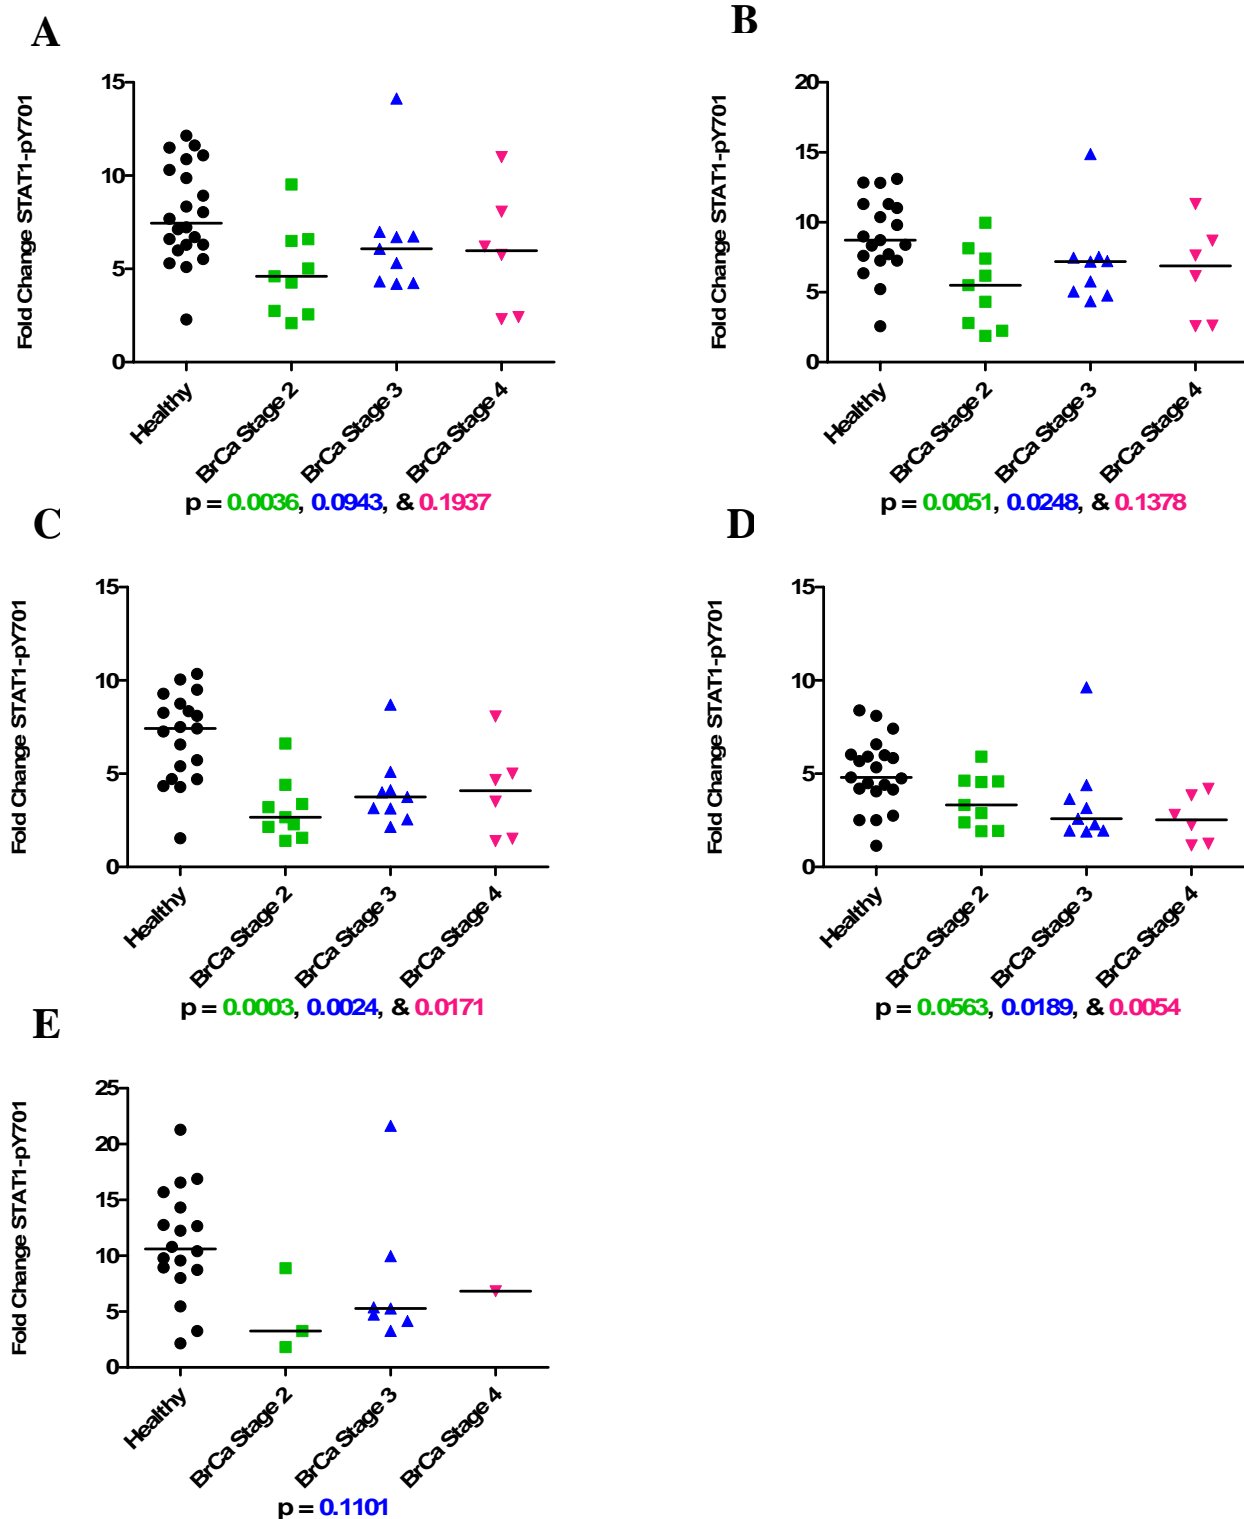 A
Fold Change STAT1-pY701
15
10
5
0
Healthy
BrCa Stage 2
BrCa Stage 3
BrCa Stage 4
p = 0.0036, 0.0943, & 0.1937
B
Fold Change STAT1-pY701
20
15
10
5
0
Healthy
BrCa Stage 2
BrCa Stage 3
BrCa Stage 4
p = 0.0051, 0.0248, & 0.1378
C
Fold Change STAT1-pY701
15
10
5
0
Healthy
BrCa Stage 2
BrCa Stage 3
BrCa Stage 4
p = 0.0003, 0.0024, & 0.0171
D
Fold Change STAT1-pY701
15
10
5
0
Healthy
BrCa Stage 2
BrCa Stage 3
BrCa Stage 4
p = 0.0563, 0.0189, & 0.0054
E
Fold Change STAT1-pY701
25
20
15
10
5
0
Healthy
BrCa Stage 2
BrCa Stage 3
BrCa Stage 4
p = 0.1101